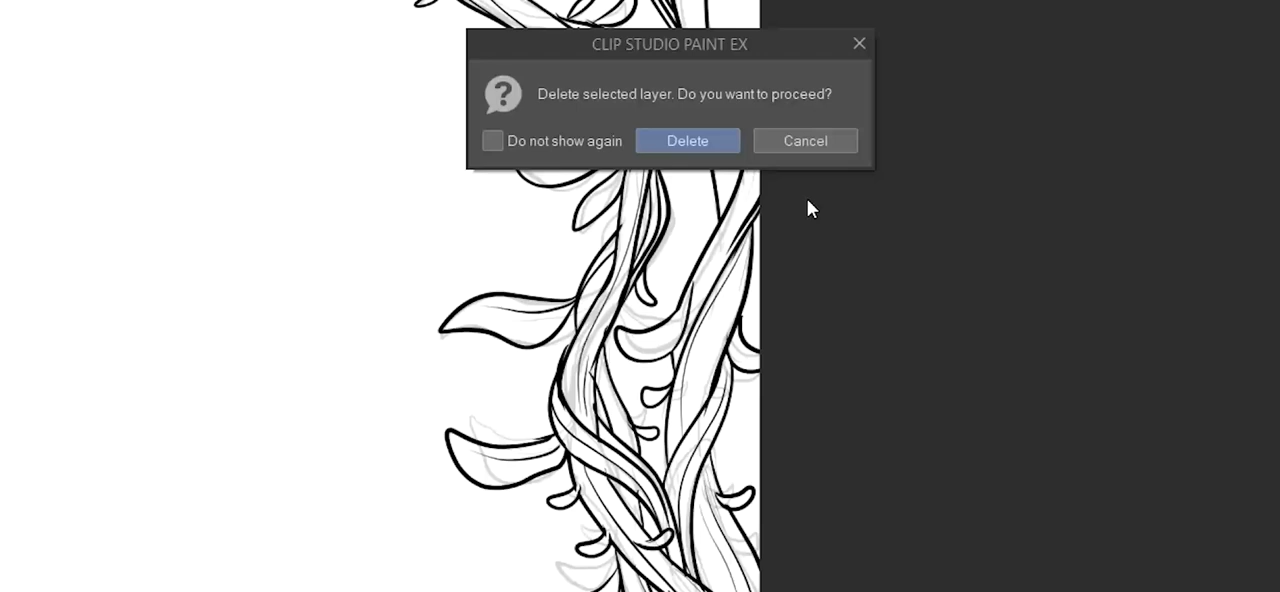 CLIP STUDIO PAINT EX
Delete selected layer. Do you want to proceed?
Do not show again
Delete
Cancel